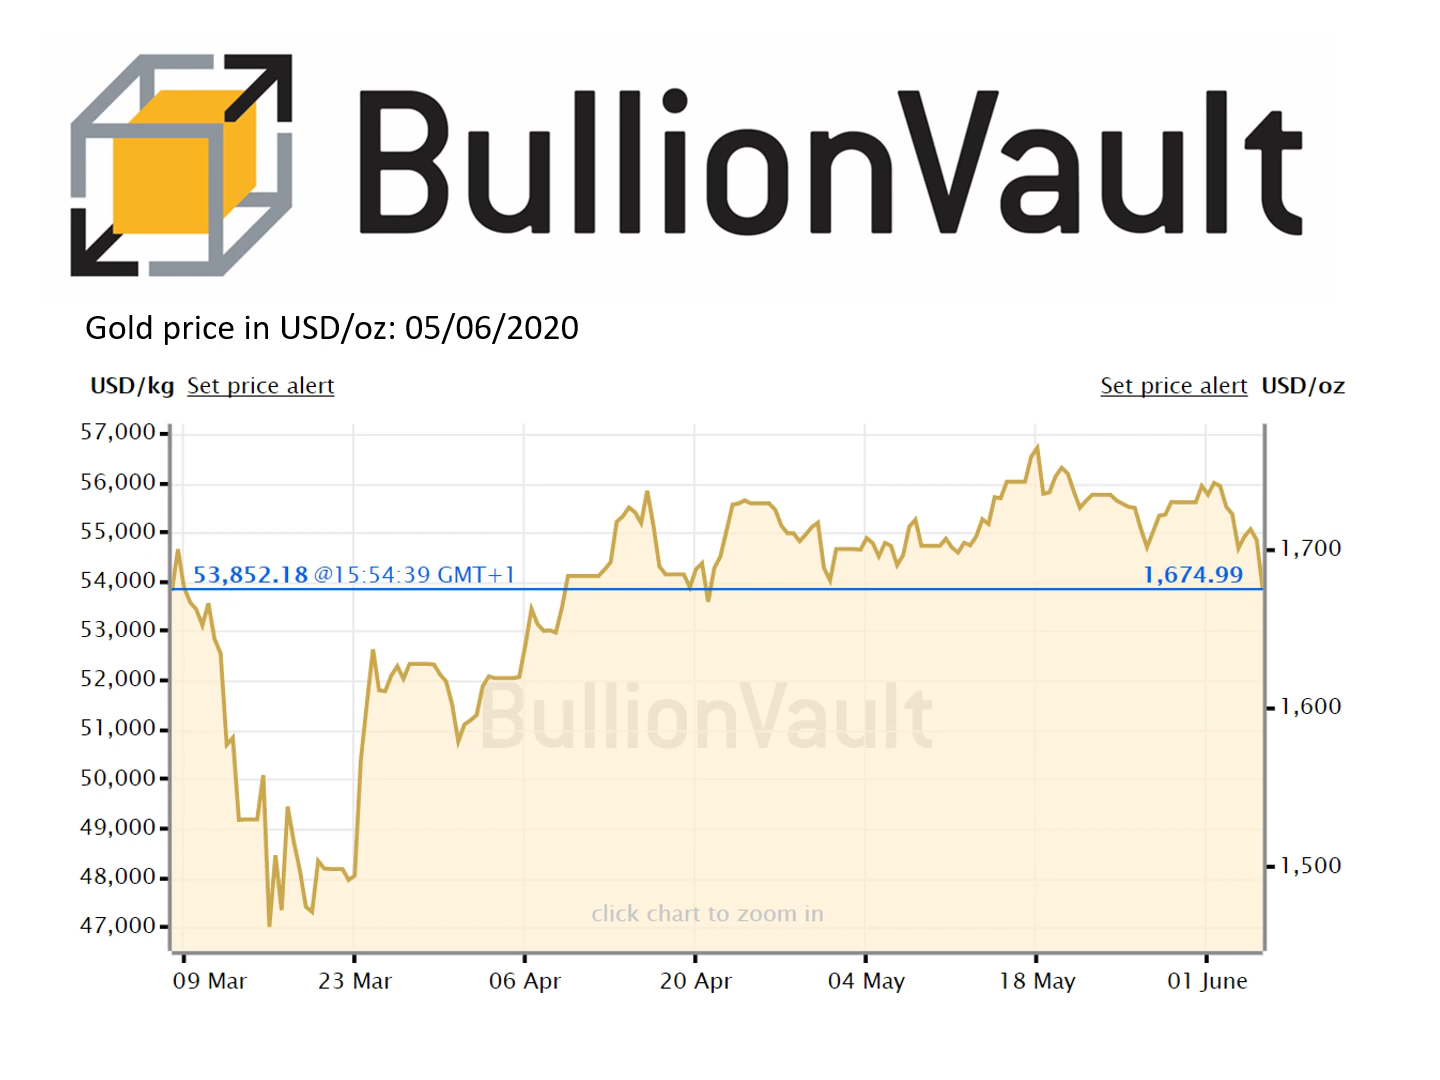 BullionVault
Gold price in USD/oz: 05/06/2020
USD/kg Set price alert
Set price alert USD/oz
57,000
56,000
55,000
54,000
53,000
52,000
51,000
50,000
49,000
48,000
47,000
53,852.18 @15:54:39 GMT+1
1,674.99
1,700
1,600
1,500
BullionVault
click chart to zoom in
09 Mar
23 Mar
06 Apr
20 Apr
04 May
18 May
01 June